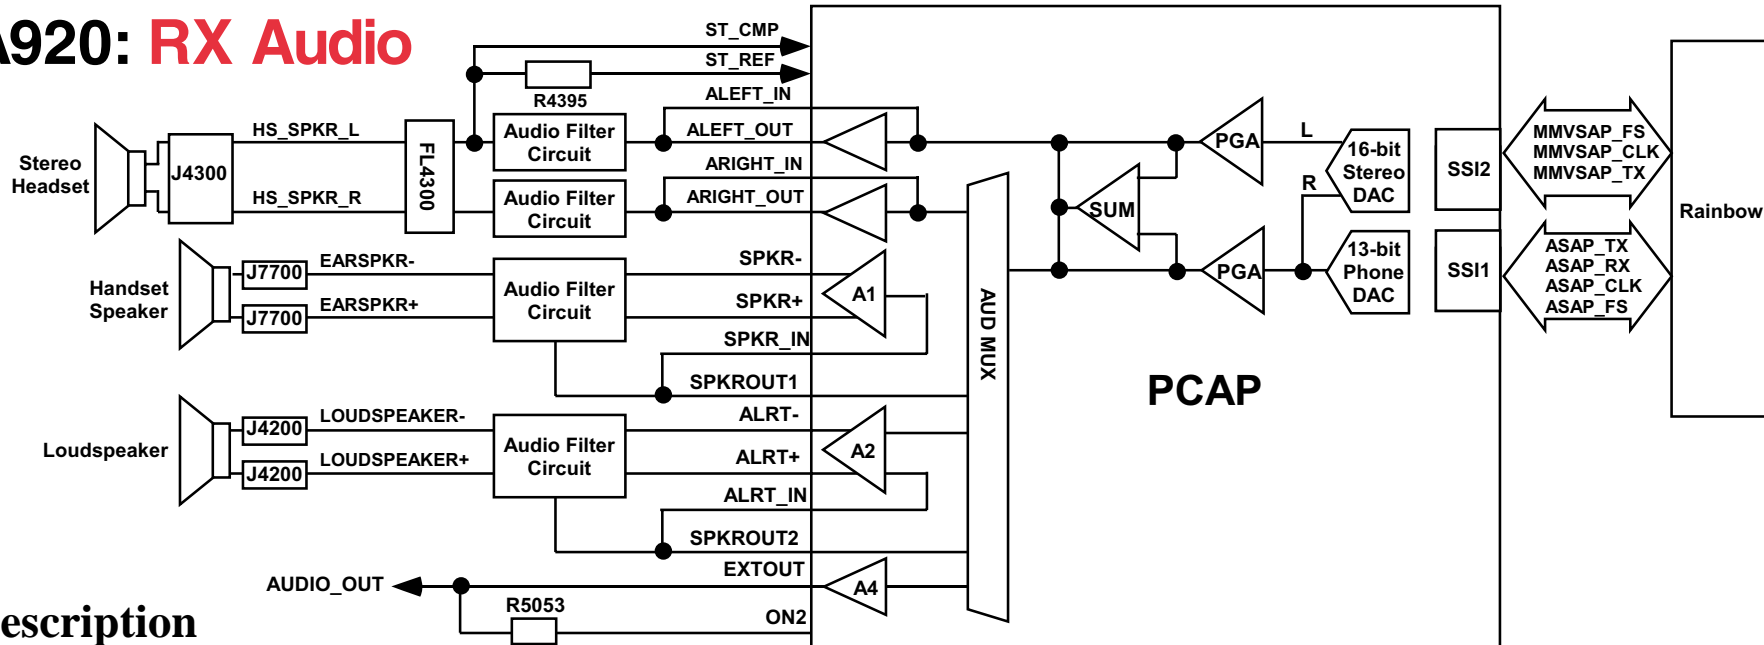 A920: RX Audio
ST_CMP
ST_REF
R4395
ALEFT_IN
ALEFT_OUT
ARIGHT_IN
ARIGHT_OUT
Stereo
Headset
J4300
HS_SPKR_L
HS_SPKR_R
FL4300
Audio Filter
Circuit
Audio Filter
Circuit
PGA
L
R
16-bit
Stereo
DAC
SSI2
MMVSAP_FS
MMVSAP_CLK
MMVSAP_TX
Rainbow
SUM
PGA
13-bit
Phone
DAC
SSI1
ASAP_TX
ASAP_RX
ASAP_CLK
ASAP_FS
Handset
Speaker
J7700
J7700
EARSPKR-
EARSPKR+
Audio Filter
Circuit
SPKR-
SPKR+
SPKR_IN
SPKROUT1
A1
AUD MUX
PCAP
Loudspeaker
J4200
J4200
LOUDSPEAKER-
LOUDSPEAKER+
Audio Filter
Circuit
ALRT-
ALRT+
ALRT_IN
SPKROUT2
A2
AUDIO_OUT
EXTOUT
A4
R5053
ON2
escription